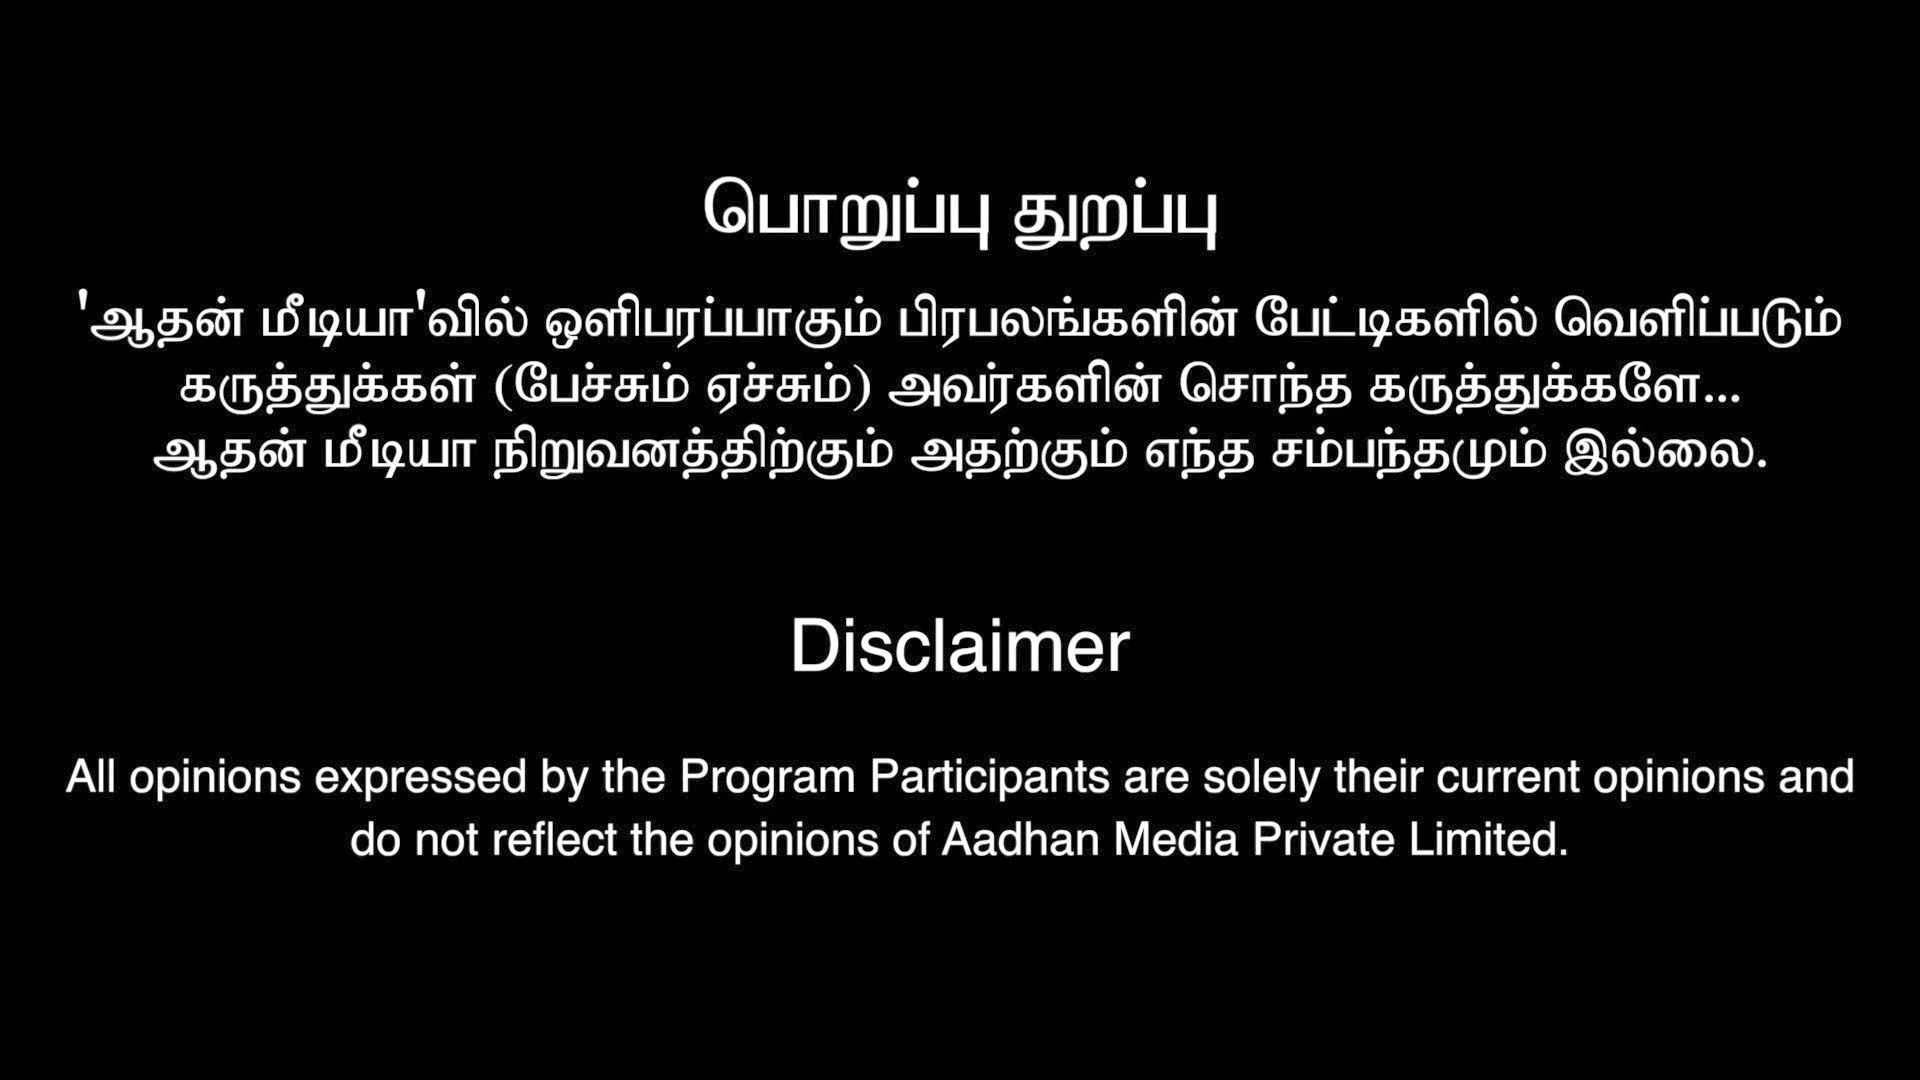 பொறுப்பு துறப்பு
'ஆதன் மீடியா'வில் ஒளிபரப்பாகும் பிரபலங்களின் பேட்டிகளில் வெளிப்படும்
கருத்துக்கள் (பேச்சும் ஏச்சும்) அவர்களின் சொந்த கருத்துக்களே...
ஆதன் மீடியா நிறுவனத்திற்கும் அதற்கும் எந்த சம்பந்தமும் இல்லை.
Disclaimer
All opinions expressed by the Program Participants are solely their current opinions and
do not reflect the opinions of Aadhan Media Private Limited.